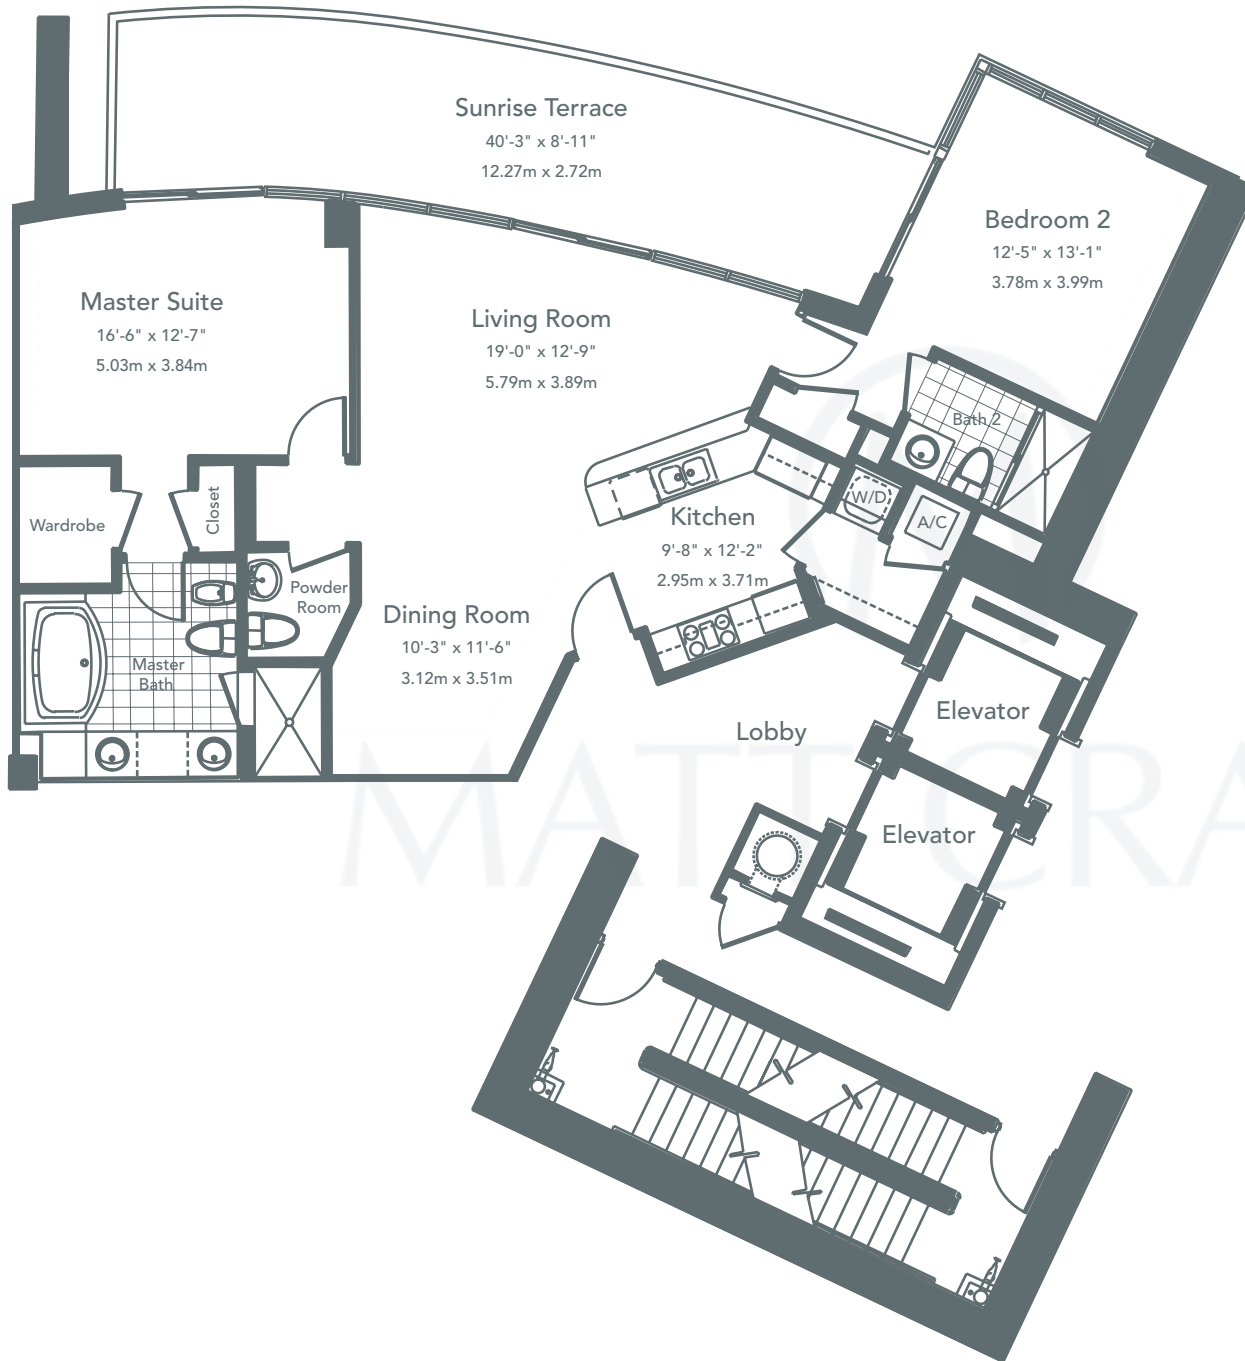 Sunrise Terrace
40'-3" x 8'-11"
12.27m x 2.72m
Bedroom 2
12'-5" x 13'-1"
3.78m x 3.99m
Master Suite
16'-6" x 12'-7"
5.03m x 3.84m
Living Room
19'-0" x 12'-9"
5.79m x 3.89m
Bath 2
Wardrobe
Closet
W/D
A/C
Kitchen
9'-8" x 12'-2"
2.95m x 3.71m
Powder
Room
Dining Room
10'-3" x 11'-6"
3.12m x 3.51m
Master
Bath
Elevator
Lobby
Elevator
MATT CRA